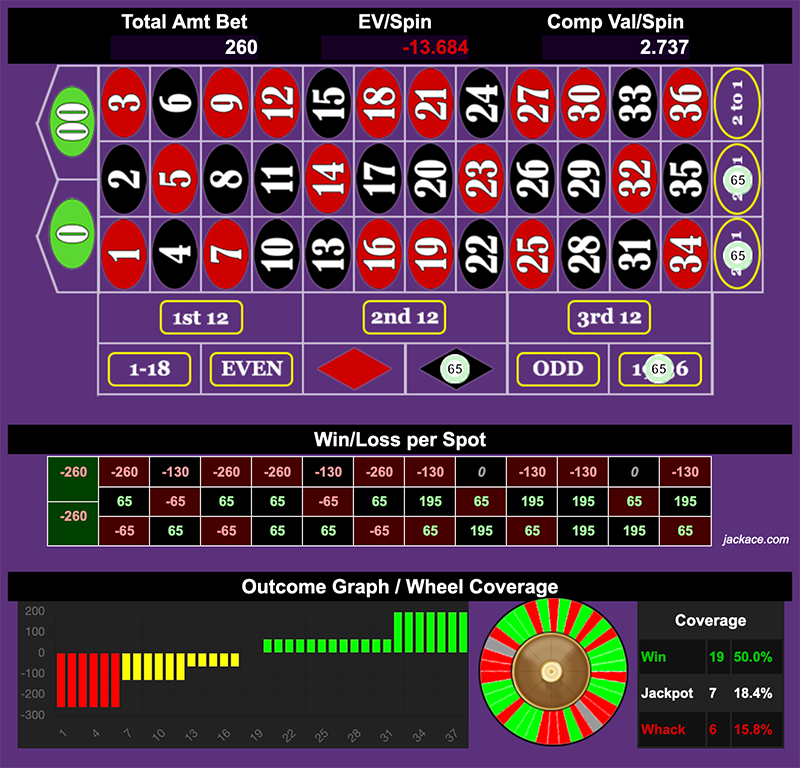 Total Amt Bet EV/Spin Comp Val/Spin
260 -13.684 2.737
00 3 6 9 12 15 18 21 24 27 30 33 36 2 to 1
2 5 8 11 14 17 20 23 26 29 32 35 65
0 1 4 7 10 13 16 19 22 25 28 31 34 65
1st 12 2nd 12 3rd 12
1-18 EVEN 65 ODD 65
Win/Loss per Spot
-260 -260 -130 -260 -260 -130 -260 -130 0 -130 -130 0 -130
65 -65 65 65 -65 65 195 65 195 195 65 195
-260 -65 65 -65 65 65 -65 65 195 65 195 195 65
jackace.com
Outcome Graph / Wheel Coverage
200
100
0
-100
-200
-300
1 4 7 10 13 16 19 22 25 28 31 34 37
Coverage
Win 19 50.0%
Jackpot 7 18.4%
Whack 6 15.8%